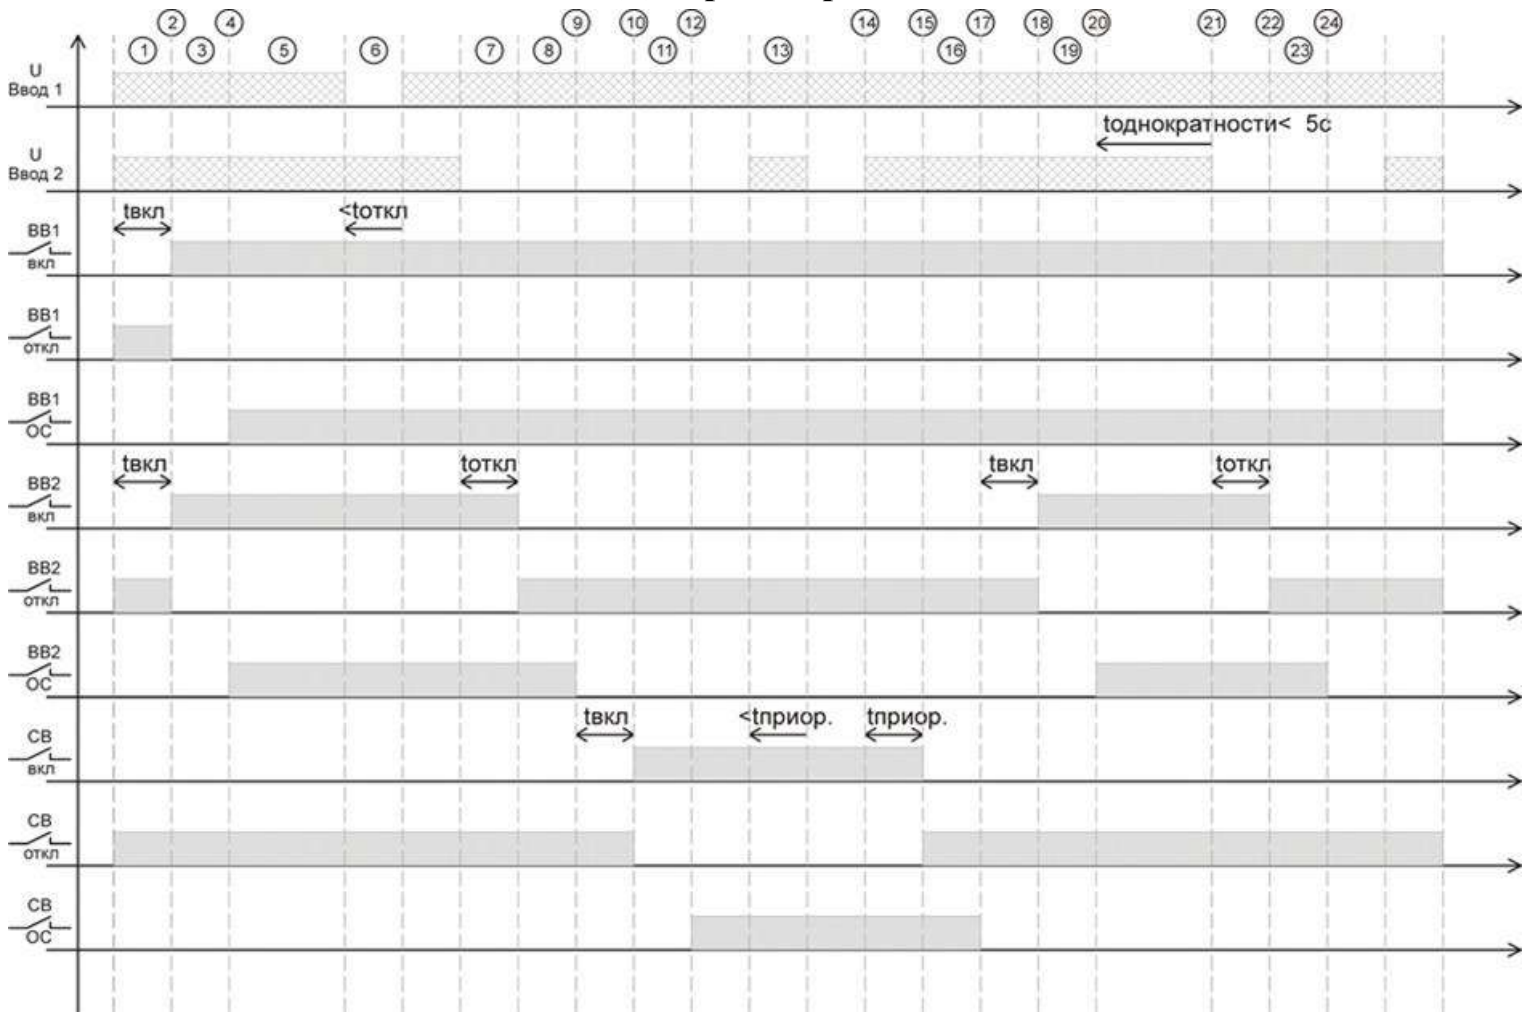 2 4 9 10 12 14 15 17 18 20 21 22 24
1 3 5 6 7 8 11 13 16 19 23
U
Ввод 1
tоднократности< 5с
U
Ввод 2
tвкл <tоткл
ВВ1
вкл
ВВ1
откл
ВВ1
ОС
tвкл tоткл tвкл tоткл
ВВ2
вкл
ВВ2
откл
ВВ2
ОС
tвкл <tприор. tприор.
СВ
вкл
СВ
откл
СВ
ОС